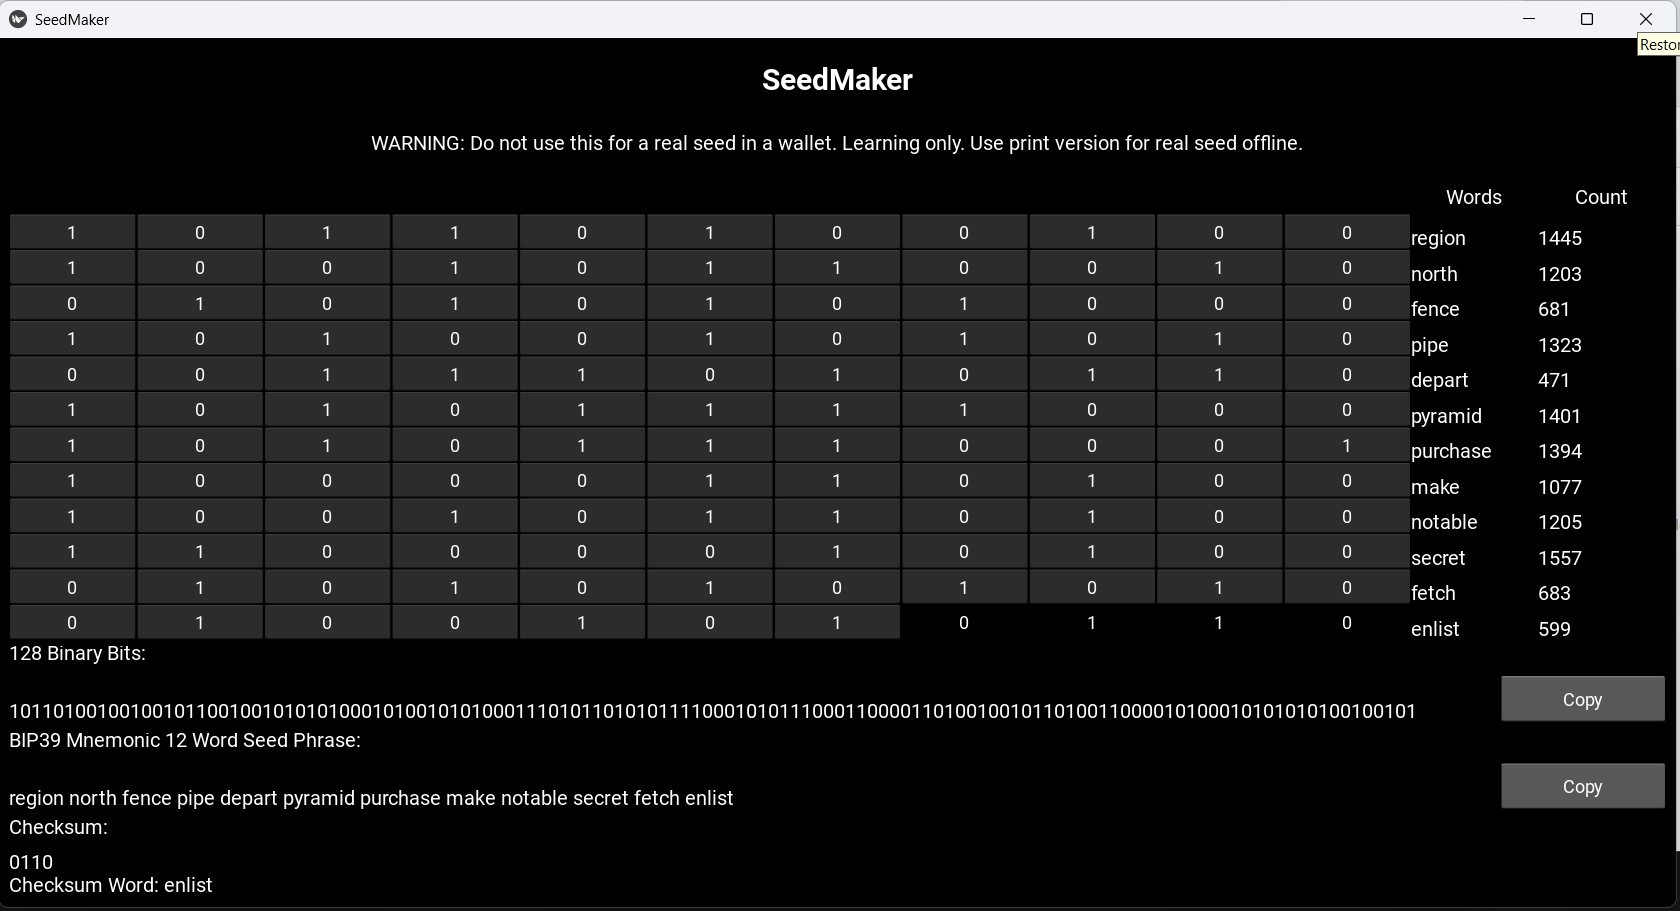 SeedMaker
Restor
SeedMaker
WARNING: Do not use this for a real seed in a wallet. Learning only. Use print version for real seed offline.
Words Count
1 0 1 1 0 1 0 0 1 0 0 region 1445
1 0 0 1 0 1 1 0 0 1 0 north 1203
0 1 0 1 0 1 0 1 0 0 0 fence 681
1 0 1 0 0 1 0 1 0 1 0 pipe 1323
0 0 1 1 1 0 1 0 1 1 0 depart 471
1 0 1 0 1 1 1 1 0 0 0 pyramid 1401
1 0 1 0 1 1 1 0 0 0 1 purchase 1394
1 0 0 0 0 1 1 0 1 0 0 make 1077
1 0 0 1 0 1 1 0 1 0 0 notable 1205
1 1 0 0 0 0 1 0 1 0 0 secret 1557
0 1 0 1 0 1 0 1 0 1 0 fetch 683
0 1 0 0 1 0 1 0 1 1 0 enlist 599
128 Binary Bits:
10110100100100101100100101010100010100101010001110101101010111100010101110001100001101001001011010011000010100010101010100100101
Copy
BIP39 Mnemonic 12 Word Seed Phrase:
region north fence pipe depart pyramid purchase make notable secret fetch enlist
Copy
Checksum:
0110
Checksum Word: enlist